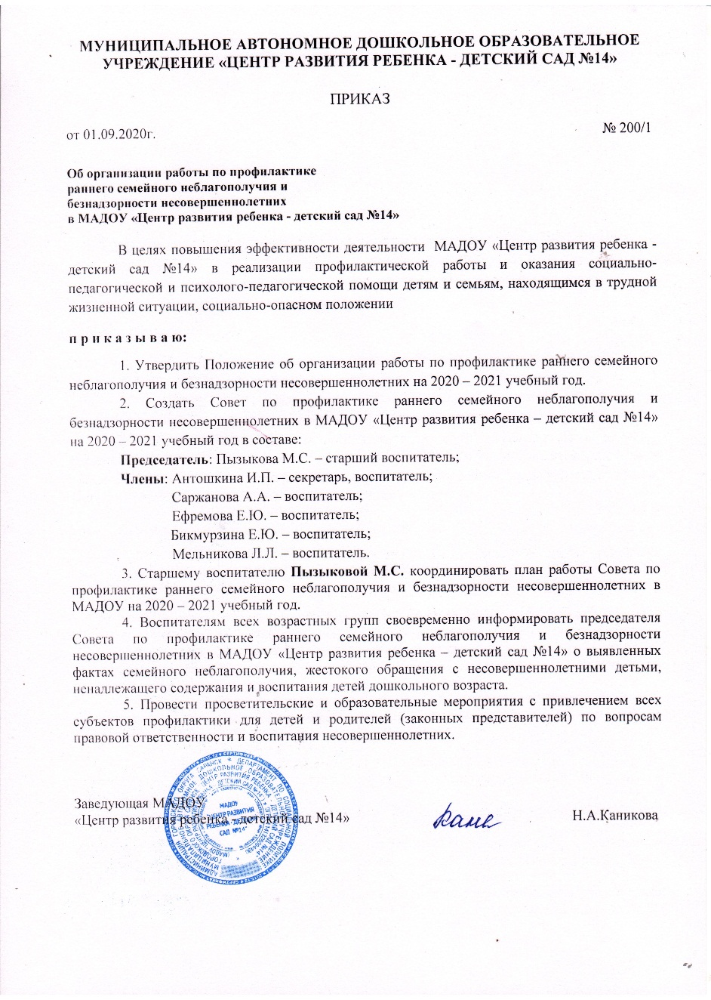 МУНИЦИПАЛЬНОЕ АВТОНОМНОЕ ДОШКОЛЬНОЕ ОБРАЗОВАТЕЛЬНОЕ
УЧРЕЖДЕНИЕ «ЦЕНТР РАЗВИТИЯ РЕБЕНКА - ДЕТСКИЙ САД №14»
ПРИКАЗ
от 01.09.2020г.
№ 200/1
Об организации работы по профилактике
раннего семейного неблагополучия и
безнадзорности несовершеннолетних
в МАДОУ «Центр развития ребенка - детский сад №14»
В целях повышения эффективности деятельности МАДОУ «Центр развития ребенка -
детский сад №14» в реализации профилактической работы и оказания социально-
педагогической и психолого-педагогической помощи детям и семьям, находящимся в трудной
жизненной ситуации, социально-опасном положении
п р и к а з ы в а ю:
1. Утвердить Положение об организации работы по профилактике раннего семейного
неблагополучия и безнадзорности несовершеннолетних на 2020 – 2021 учебный год.
2. Создать Совет по профилактике раннего семейного неблагополучия и
безнадзорности несовершеннолетних в МАДОУ «Центр развития ребенка – детский сад №14»
на 2020 – 2021 учебный год в составе:
Председатель: Пызыкова М.С. – старший воспитатель;
Члены: Антошкина И.П. – секретарь, воспитатель;
Саржанова А.А. – воспитатель;
Ефремова Е.Ю. – воспитатель;
Бикмурзина Е.Ю. – воспитатель;
Мельникова Л.Л. – воспитатель.
3. Старшему воспитателю Пызыковой М.С. координировать план работы Совета по
профилактике раннего семейного неблагополучия и безнадзорности несовершеннолетних в
МАДОУ на 2020 – 2021 учебный год.
4. Воспитателям всех возрастных групп своевременно информировать председателя
Совета по профилактике раннего семейного неблагополучия и безнадзорности
несовершеннолетних в МАДОУ «Центр развития ребенка – детский сад №14» о выявленных
фактах семейного неблагополучия, жестокого обращения с несовершеннолетними детьми,
ненадлежащего содержания и воспитания детей дошкольного возраста.
5. Провести просветительские и образовательные мероприятия с привлечением всех
субъектов профилактики для детей и родителей (законных представителей) по вопросам
правовой ответственности и воспитания несовершеннолетних.
Заведующая МАДОУ
«Центр развития ребенка - детский сад №14»
Н.А.Каникова
МАДОУ
"ЦЕНТР РАЗВИТИЯ
РЕБЕНКА - ДЕТСКИЙ
САД №14"